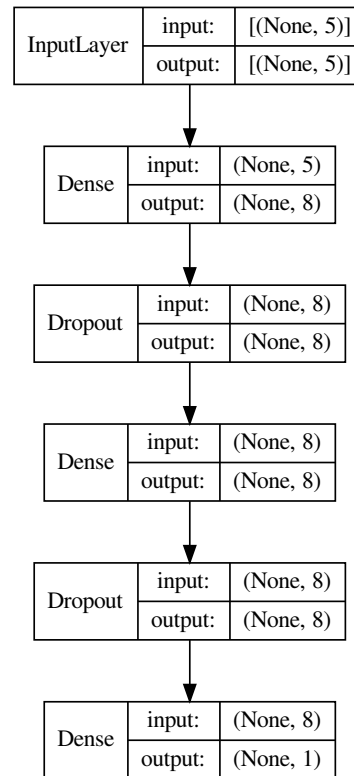 InputLayer
input: [(None, 5)]
output: [(None, 5)]
Dense
input: (None, 5)
output: (None, 8)
Dropout
input: (None, 8)
output: (None, 8)
Dense
input: (None, 8)
output: (None, 8)
Dropout
input: (None, 8)
output: (None, 8)
Dense
input: (None, 8)
output: (None, 1)